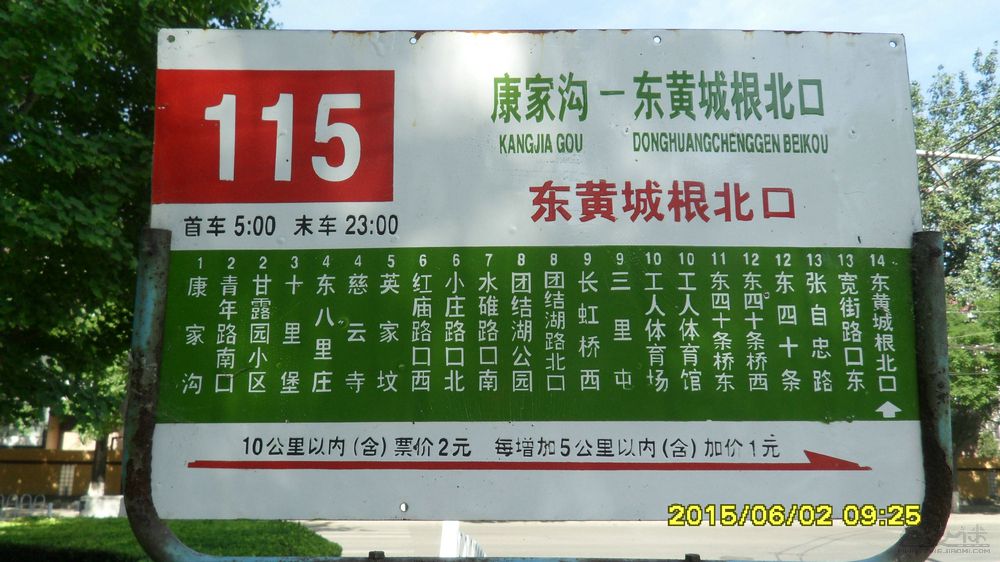 115
康家沟 — 东黄城根北口
KANGJIA GOU DONGHUANGCHENGGEN BEIKOU
东黄城根北口
首车 5:00 末车 23:00
1 康家沟
2 青年路南口
2 甘露园小区
3 十里堡
4 东八里庄
4 慈云寺
5 英家坟
6 红庙路口西
6 小庄路口北
7 水碓路口南
8 团结湖公园
8 团结湖路北口
9 长虹桥西
9 三里屯
10 工人体育场
10 工人体育馆
11 东四十条桥东
12 东四十条桥西
12 东四十条
13 张自忠路
13 宽街路口东
14 东黄城根北口
10公里以内(含)票价2元 每增加5公里以内(含)加价1元
2015/06/02 09:25